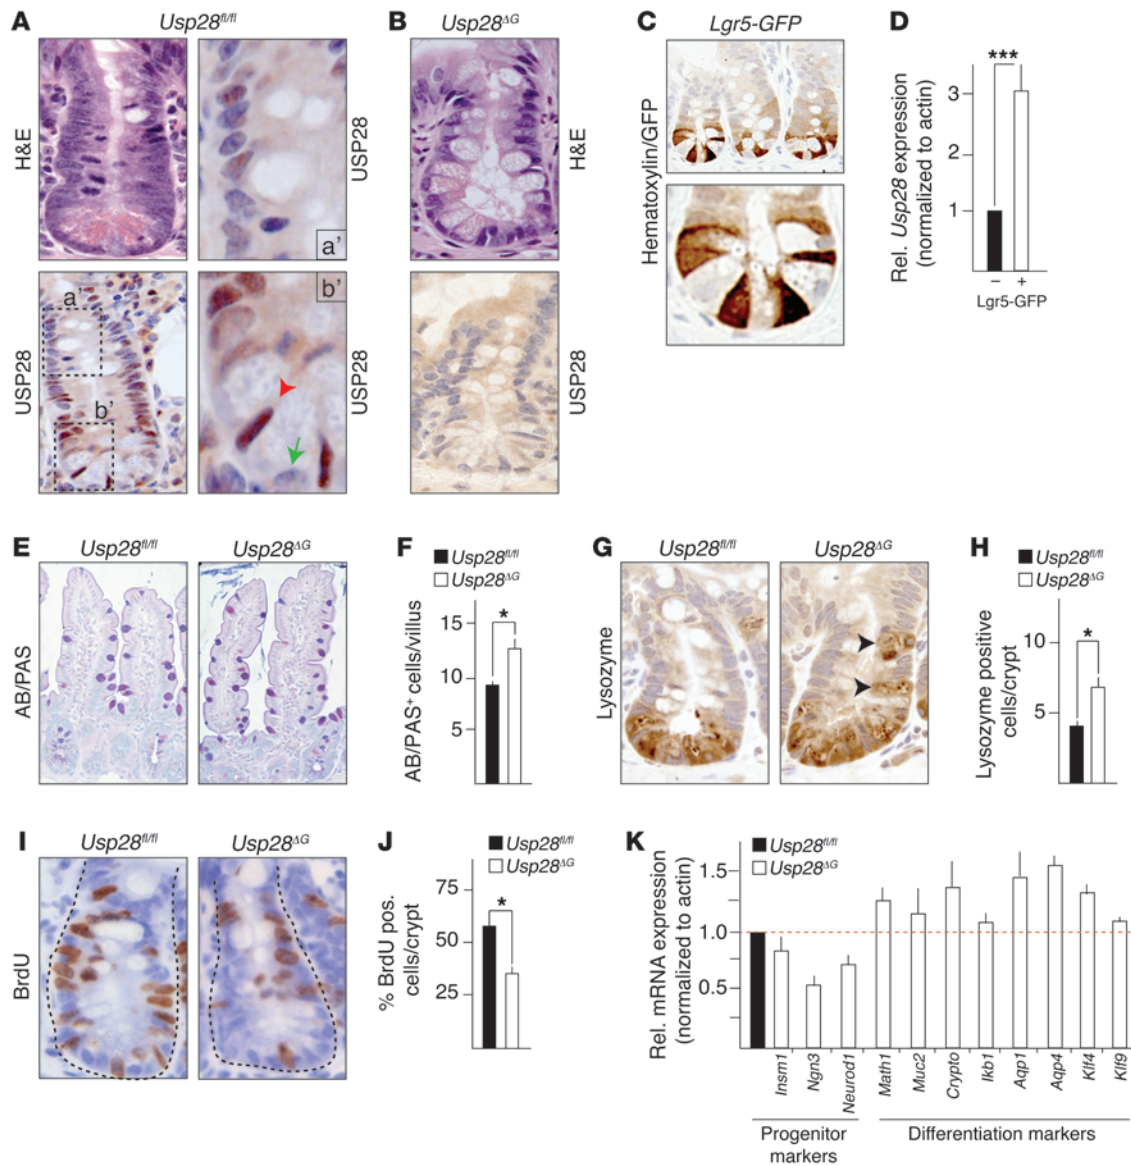 A
Usp28fl/fl
H&E
USP28
a’
USP28
a’
b’
b’
USP28
B
Usp28ΔG
H&E
USP28
C
Lgr5-GFP
Hematoxylin/GFP
D
***
Rel. Usp28 expression
(normalized to actin)
3
2
1
– +
Lgr5-GFP
E
Usp28fl/fl
Usp28ΔG
AB/PAS
F
Usp28fl/fl
Usp28ΔG
*
AB/PAS+ cells/villus
15
10
5
G
Usp28fl/fl
Usp28ΔG
Lysozyme
H
Usp28fl/fl
Usp28ΔG
*
Lysozyme positive
cells/crypt
10
5
I
Usp28fl/fl
Usp28ΔG
BrdU
J
Usp28fl/fl
Usp28ΔG
*
% BrdU pos.
cells/crypt
75
50
25
K
Usp28fl/fl
Usp28ΔG
Rel. mRNA expression
(normalized to actin)
1.5
1.0
0.5
Insm1
Ngn3
Neurod1
Math1
Muc2
Crypto
Ikb1
Aqp1
Aqp4
Klf4
Klf9
Progenitor
markers
Differentiation markers